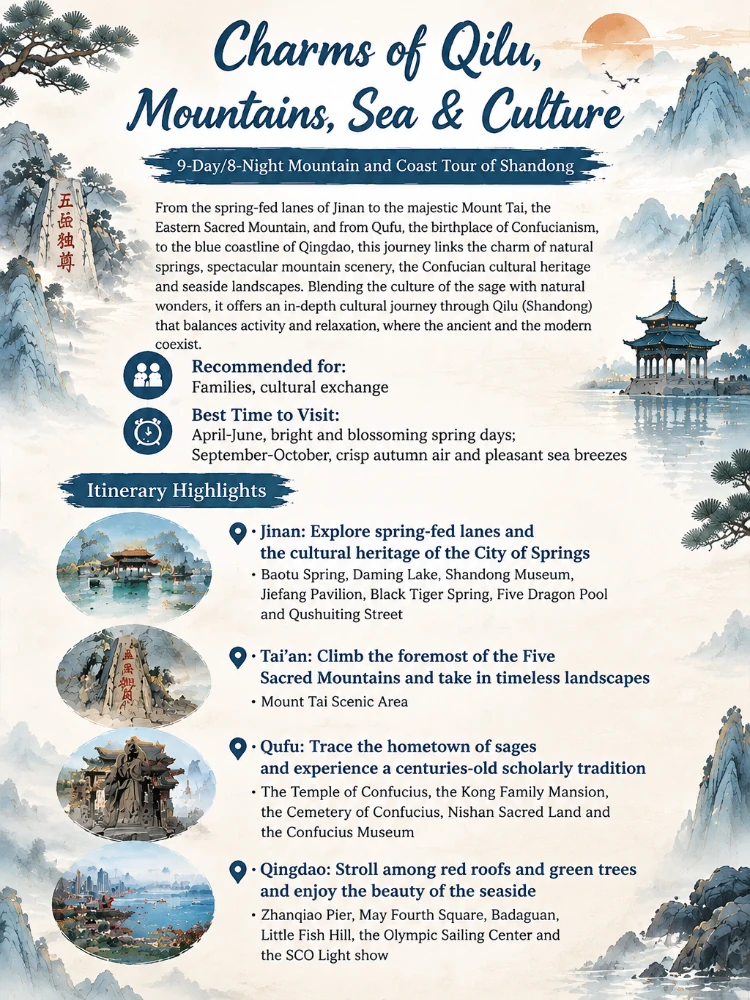 Charms of Qilu,
Mountains, Sea & Culture
9-Day/8-Night Mountain and Coast Tour of Shandong
From the spring-fed lanes of Jinan to the majestic Mount Tai, the
Eastern Sacred Mountain, and from Qufu, the birthplace of Confucianism,
to the blue coastline of Qingdao, this journey links the charm of natural
springs, spectacular mountain scenery, the Confucian cultural heritage
and seaside landscapes. Blending the culture of the sage with natural
wonders, it offers an in-depth cultural journey through Qilu (Shandong)
that balances activity and relaxation, where the ancient and the modern
coexist.
五岳独尊
Recommended for:
Families, cultural exchange
Best Time to Visit:
April-June, bright and blossoming spring days;
September-October, crisp autumn air and pleasant sea breezes
Itinerary Highlights
· Jinan: Explore spring-fed lanes and
the cultural heritage of the City of Springs
· Baotu Spring, Daming Lake, Shandong Museum,
Jiefang Pavilion, Black Tiger Spring, Five Dragon Pool
and Qushuiting Street
· Tai'an: Climb the foremost of the Five
Sacred Mountains and take in timeless landscapes
· Mount Tai Scenic Area
· Qufu: Trace the hometown of sages
and experience a centuries-old scholarly tradition
· The Temple of Confucius, the Kong Family Mansion,
the Cemetery of Confucius, Nishan Sacred Land and
the Confucius Museum
· Qingdao: Stroll among red roofs and green trees
and enjoy the beauty of the seaside
· Zhanqiao Pier, May Fourth Square, Badaguan,
Little Fish Hill, the Olympic Sailing Center and
the SCO Light show